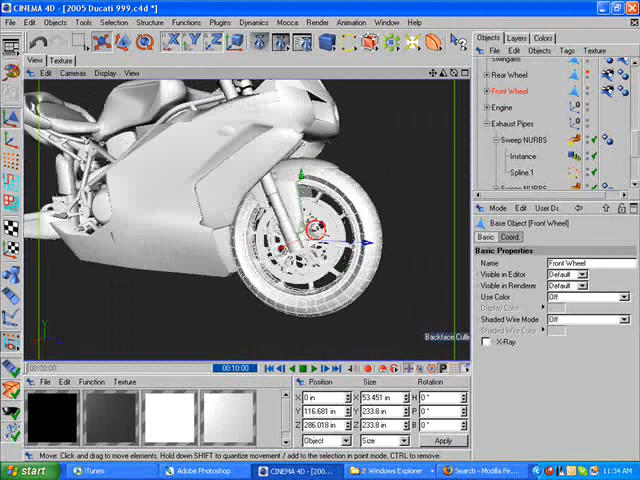 CINEMA 4D - [2005 Ducati 999.c4d *]
File Edit Objects Tools Selection Structure Functions Plugins Dynamics Mocca Render Window Help
Objects Layers Colors
File Edit Objects Tags Texture
View Texture
Edit Cameras Display View
Swingarm
Rear Wheel
Front Wheel
Engine
Exhaust Pipes
Sweep NURBS
Instance
Spline.1
Sweep NURBS
Mode Edit User Da
Base Object [Front Wheel]
Basic Coord.
Basic Properties
Name Front Wheel
Visible in Editor Default
Visible in Renderer Default
Use Color Off
Display Color
Shaded Wire Mode Off
Shaded Wire Color
X-Ray
Y
Backface Culli
00:00:00 00:10:00
File Edit Function Texture
Position Size Rotation
X 0 in X 53.451 in H 0 °
Y 116.681 in Y 233.8 in P 0 °
Z 286.018 in Z 233.8 in B 0 °
Object Size Apply
Move: Click and drag to move elements. Hold down SHIFT to quantize movement / add to the selection in point mode, CTRL to remove.
start iTunes Adobe Photoshop CINEMA 4D - [200... 2 Windows Explorer Search - Mozilla Fir... 11:34 AM